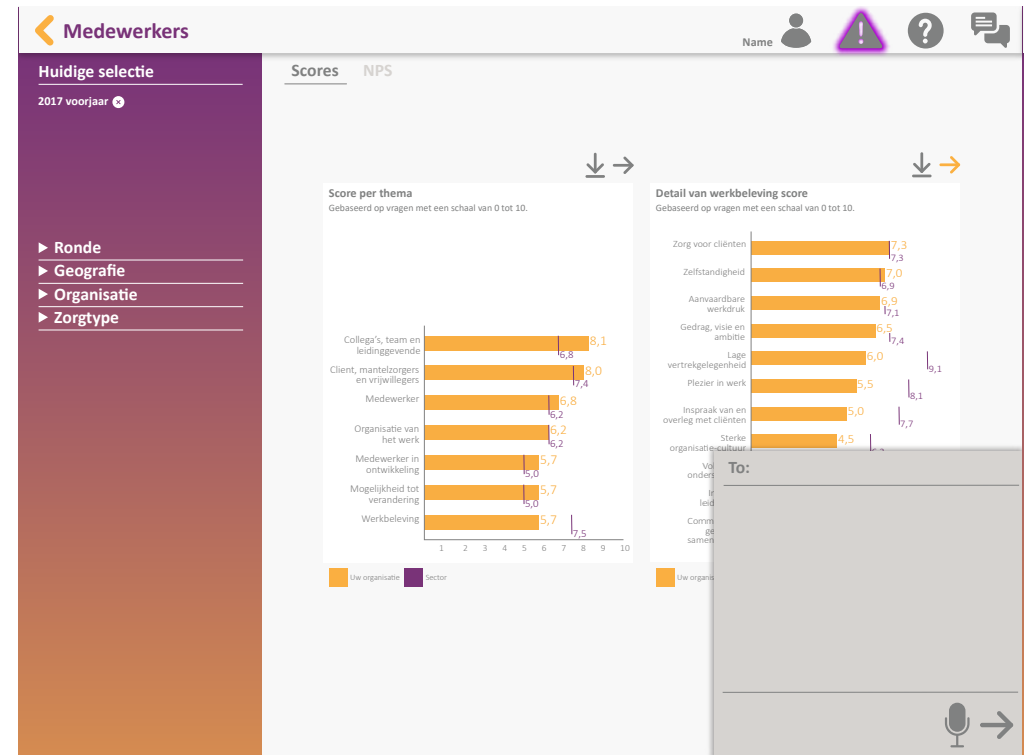 Medewerkers
Name
Huidige selectie
2017 voorjaar
Ronde
Geografie
Organisatie
Zorgtype
Scores NPS
Score per thema
Gebaseerd op vragen met een schaal van 0 tot 10.
Collega's, team en
leidinggevende
8,1
6,8
Client, mantelzorgers
en vrijwillegers
8,0
7,4
Medewerker
6,8
6,2
Organisatie van
het werk
6,2
6,2
Medewerker in
ontwikkeling
5,7
5,0
Mogelijkheid tot
verandering
5,7
5,0
Werkbeleving
5,7
7,5
1 2 3 4 5 6 7 8 9 10
Uw organisatie Sector
Detail van werkbeleving score
Gebaseerd op vragen met een schaal van 0 tot 10.
Zorg voor cliënten
7,3
7,3
Zelfstandigheid
7,0
6,9
Aanvaardbare
werkdruk
6,9
7,1
Gedrag, visie en
ambitie
6,5
7,4
Lage
vertrekgelegenheid
6,0
9,1
Plezier in werk
5,5
8,1
Inspraak van en
overleg met cliënten
5,0
7,7
Sterke
organisatie-cultuur
4,5
Uw organis
To: